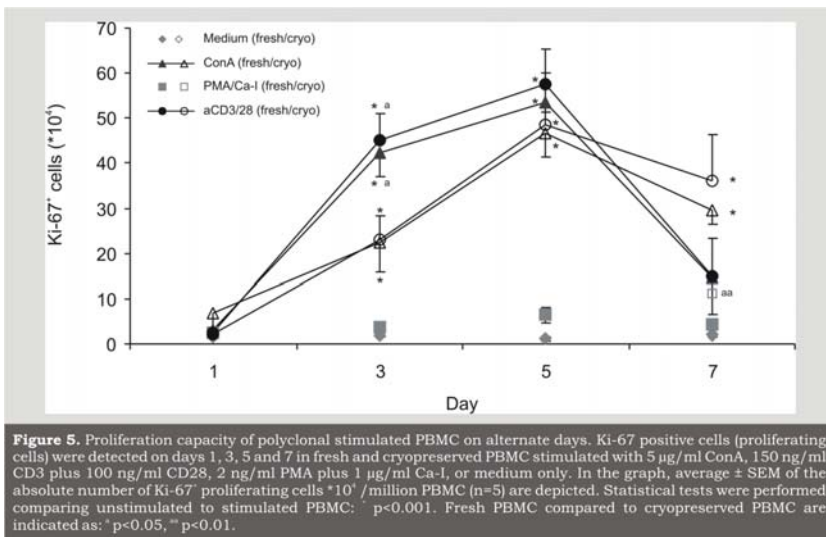 70
60
50
40
30
20
10
0
Ki-67⁺ cells (*10⁴)
Medium (fresh/cryo)
ConA (fresh/cryo)
PMA/Ca-I (fresh/cryo)
aCD3/28 (fresh/cryo)
* a
* a
*
*
*
*
*
*
*
*
aa
1 3 5 7
Day
Figure 5. Proliferation capacity of polyclonal stimulated PBMC on alternate days. Ki-67 positive cells (proliferating
cells) were detected on days 1, 3, 5 and 7 in fresh and cryopreserved PBMC stimulated with 5 µg/ml ConA, 150 ng/ml
CD3 plus 100 ng/ml CD28, 2 ng/ml PMA plus 1 µg/ml Ca-I, or medium only. In the graph, average ± SEM of the
absolute number of Ki-67⁺ proliferating cells *10⁴ /million PBMC (n=5) are depicted. Statistical tests were performed
comparing unstimulated to stimulated PBMC: * p<0.001. Fresh PBMC compared to cryopreserved PBMC are
indicated as: ᵃ p<0.05, ᵃᵃ p<0.01.